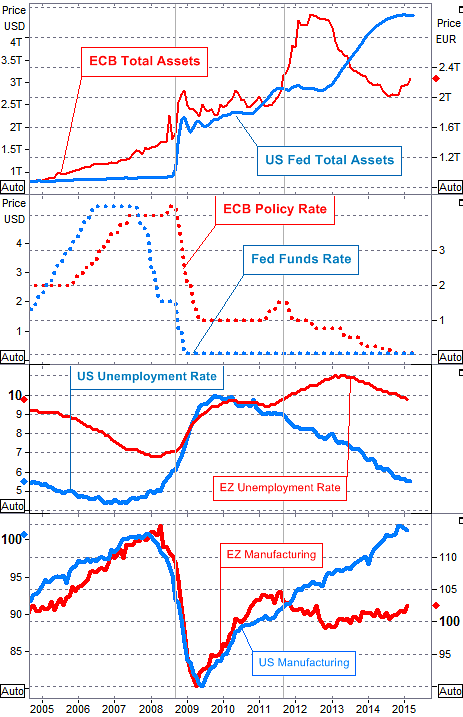 Price
USD
4T
3.5T
3T
2.5T
2T
1.5T
1T
Auto
ECB Total Assets
US Fed Total Assets
Price
EUR
2.4T
2T
1.6T
1.2T
Auto
Price
USD
4
3
2
1
Auto
ECB Policy Rate
Fed Funds Rate
3
2
1
Auto
10
9
8
7
6
5
Auto
US Unemployment Rate
EZ Unemployment Rate
100
95
90
85
Auto
EZ Manufacturing
US Manufacturing
110
105
100
95
Auto
2005 2006 2007 2008 2009 2010 2011 2012 2013 2014 2015